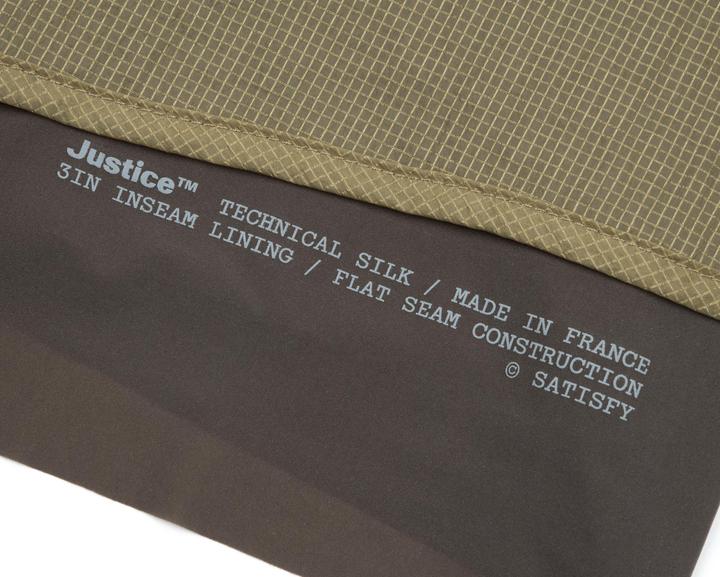 Justice™ TECHNICAL SILK / MADE IN FRANCE
3IN INSEAM LINING / FLAT SEAM CONSTRUCTION
© SATISFY